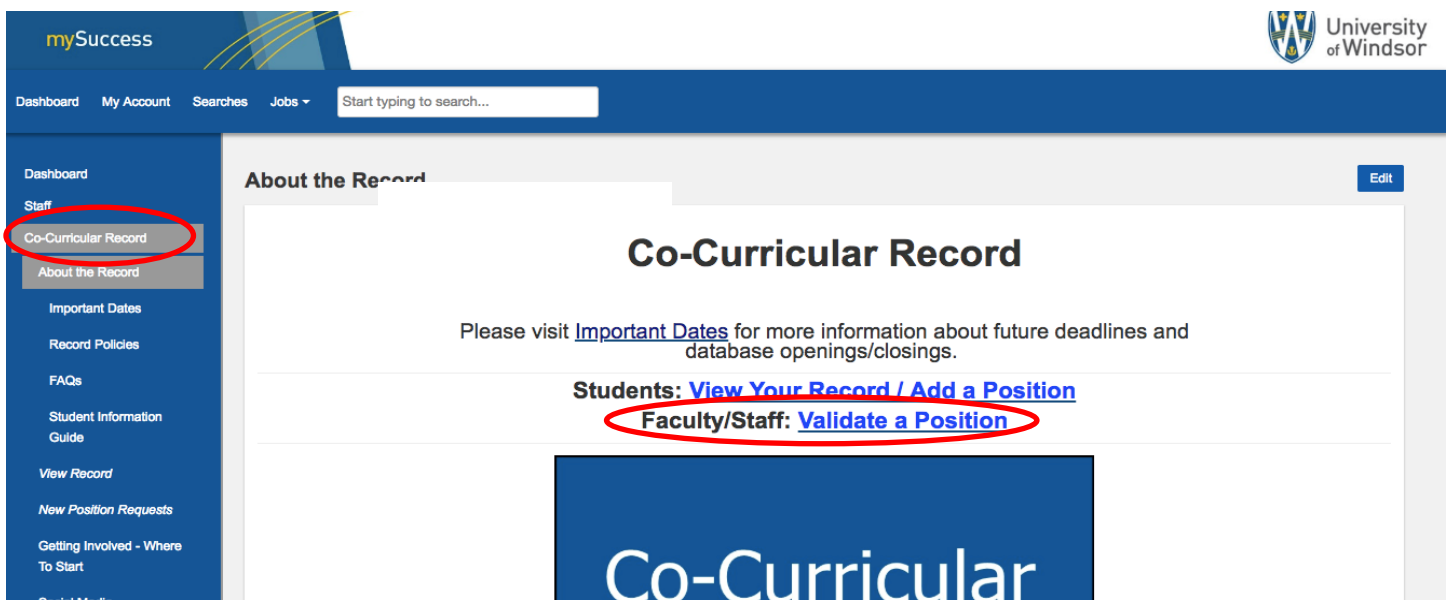 mySuccess
University
of Windsor
Dashboard My Account Searches Jobs Start typing to search...
Dashboard
Staff
Co-Curricular Record
About the Record
Important Dates
Record Policies
FAQs
Student Information
Guide
View Record
New Position Requests
Getting Involved - Where
To Start
Social Media
About the Record
Edit
Co-Curricular Record
Please visit Important Dates for more information about future deadlines and
database openings/closings.
Students: View Your Record / Add a Position
Faculty/Staff: Validate a Position
Co-Curricular